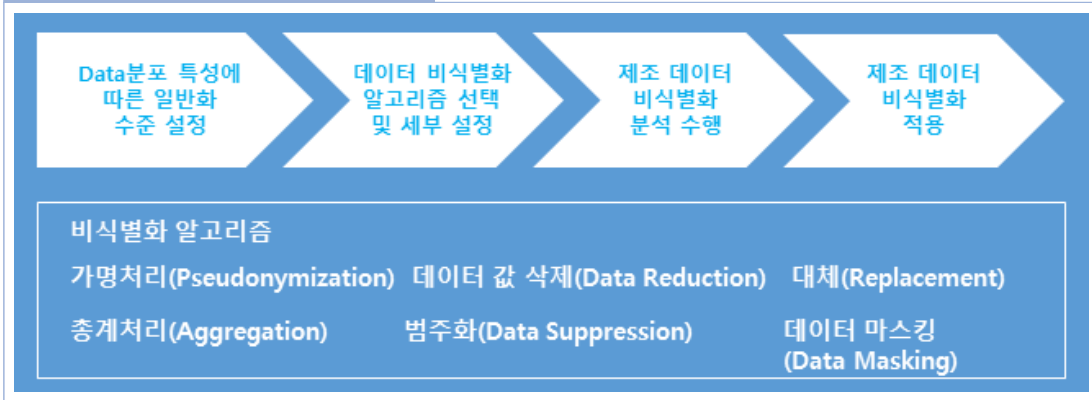 Data분포 특성에
따른 일반화
수준 설정
데이터 비식별화
알고리즘 선택
및 세부 설정
제조 데이터
비식별화
분석 수행
제조 데이터
비식별화
적용
비식별화 알고리즘
가명처리(Pseudonymization) 데이터 값 삭제(Data Reduction) 대체(Replacement)
총계처리(Aggregation) 범주화(Data Suppression) 데이터 마스킹
(Data Masking)